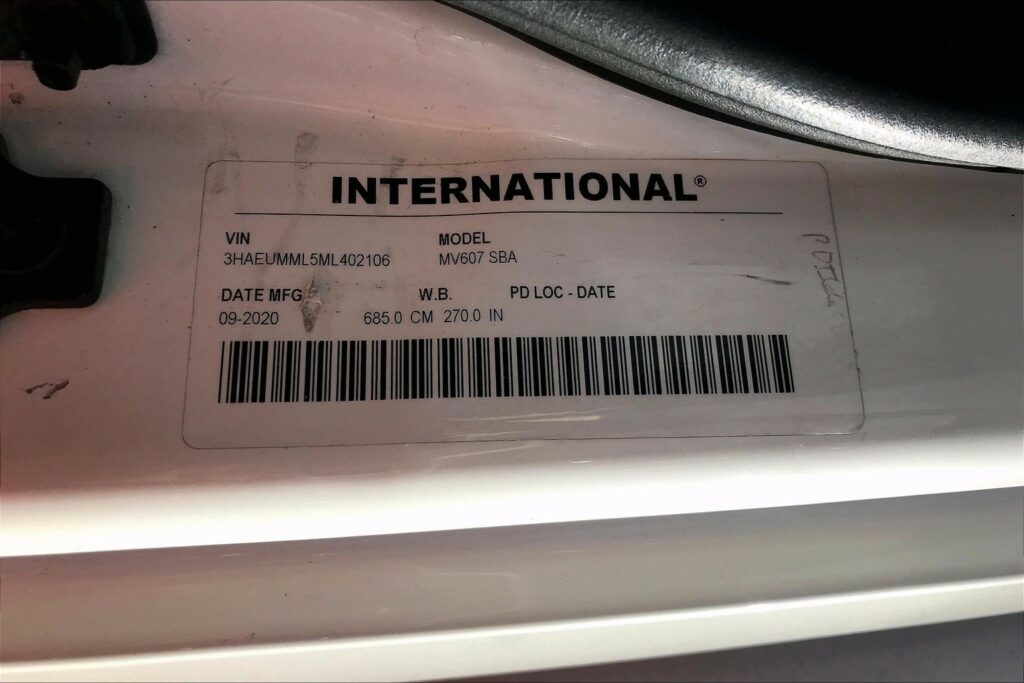 INTERNATIONAL®
VIN MODEL
3HAEUMML5ML402106 MV607 SBA
DATE MFG W.B. PD LOC - DATE
09-2020 685.0 CM 270.0 IN